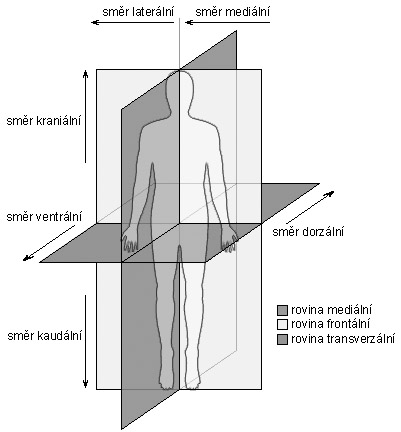 směr laterální
směr mediální
směr kraniální
směr ventrální
směr dorzální
směr kaudální
rovina mediální
rovina frontální
rovina transverzální